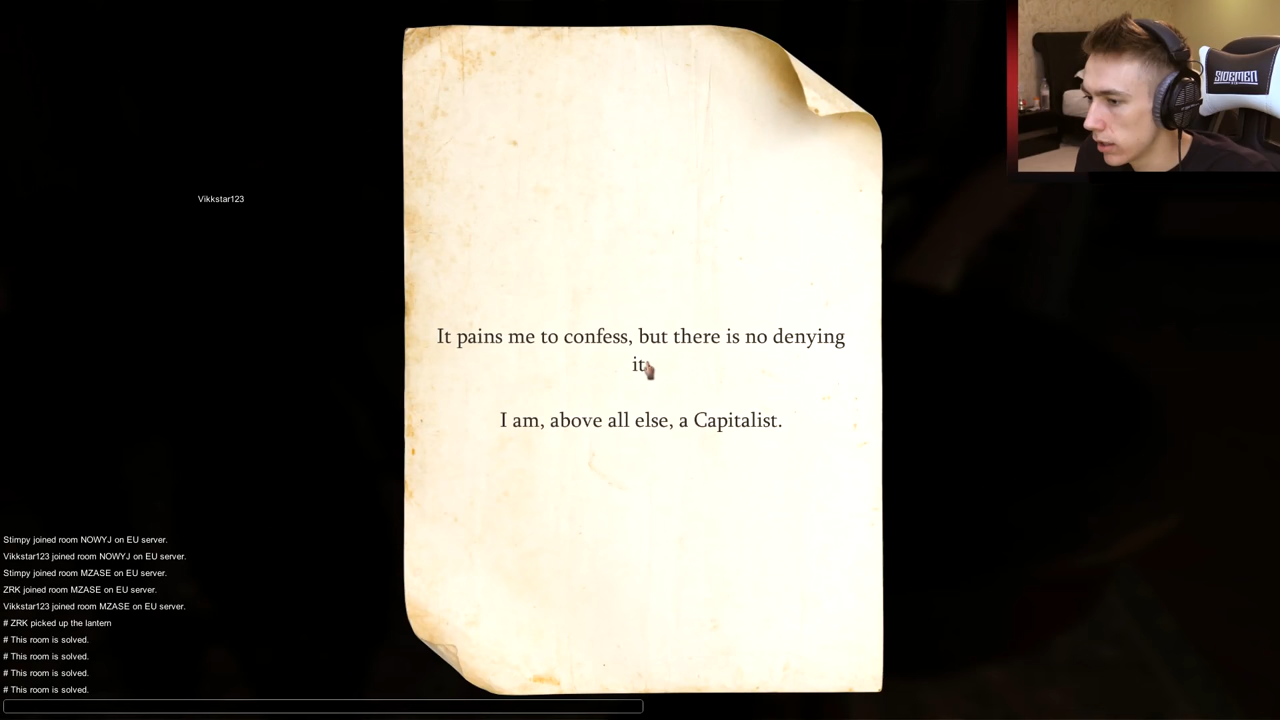 SIDEMEN
Vikkstar123
It pains me to confess, but there is no denying
it
I am, above all else, a Capitalist.
Stimpy joined room NOWYJ on EU server.
Vikkstar123 joined room NOWYJ on EU server.
Stimpy joined room MZASE on EU server.
ZRK joined room MZASE on EU server.
Vikkstar123 joined room MZASE on EU server.
# ZRK picked up the lantern
# This room is solved.
# This room is solved.
# This room is solved.
# This room is solved.